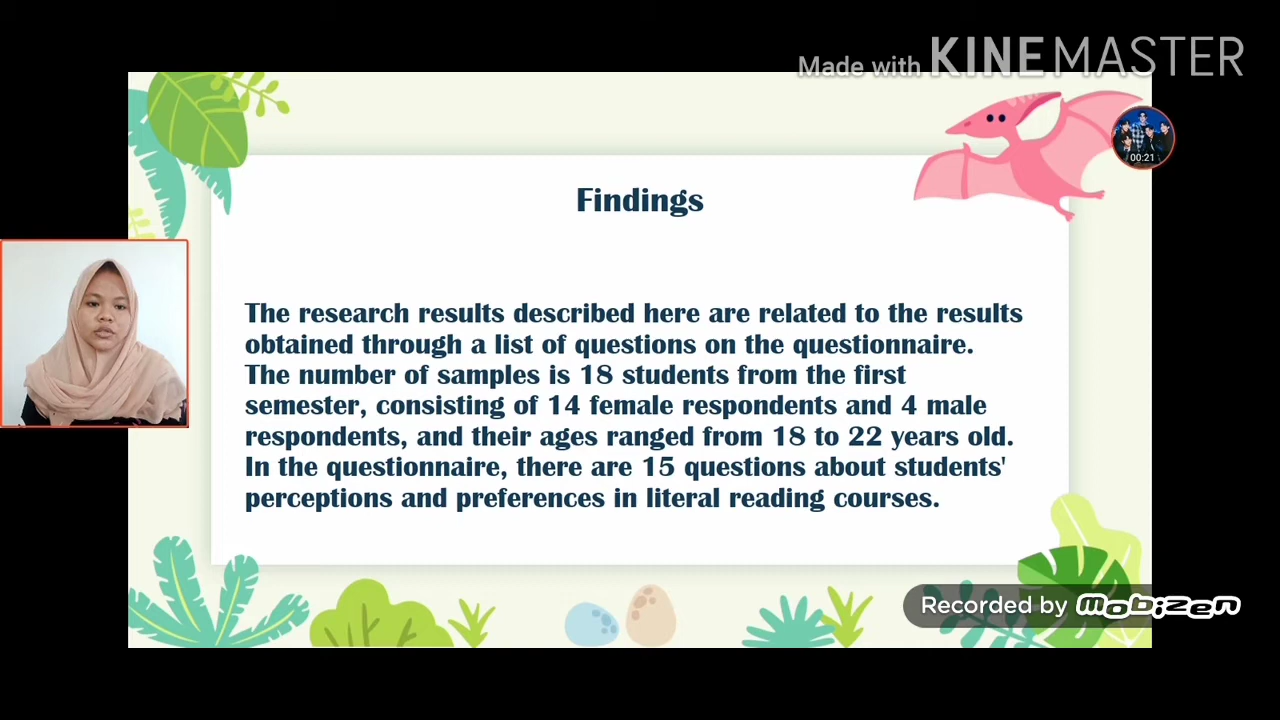 Made with KINEMASTER
00:21
Findings
The research results described here are related to the results
obtained through a list of questions on the questionnaire.
The number of samples is 18 students from the first
semester, consisting of 14 female respondents and 4 male
respondents, and their ages ranged from 18 to 22 years old.
In the questionnaire, there are 15 questions about students'
perceptions and preferences in literal reading courses.
Recorded by mobizen